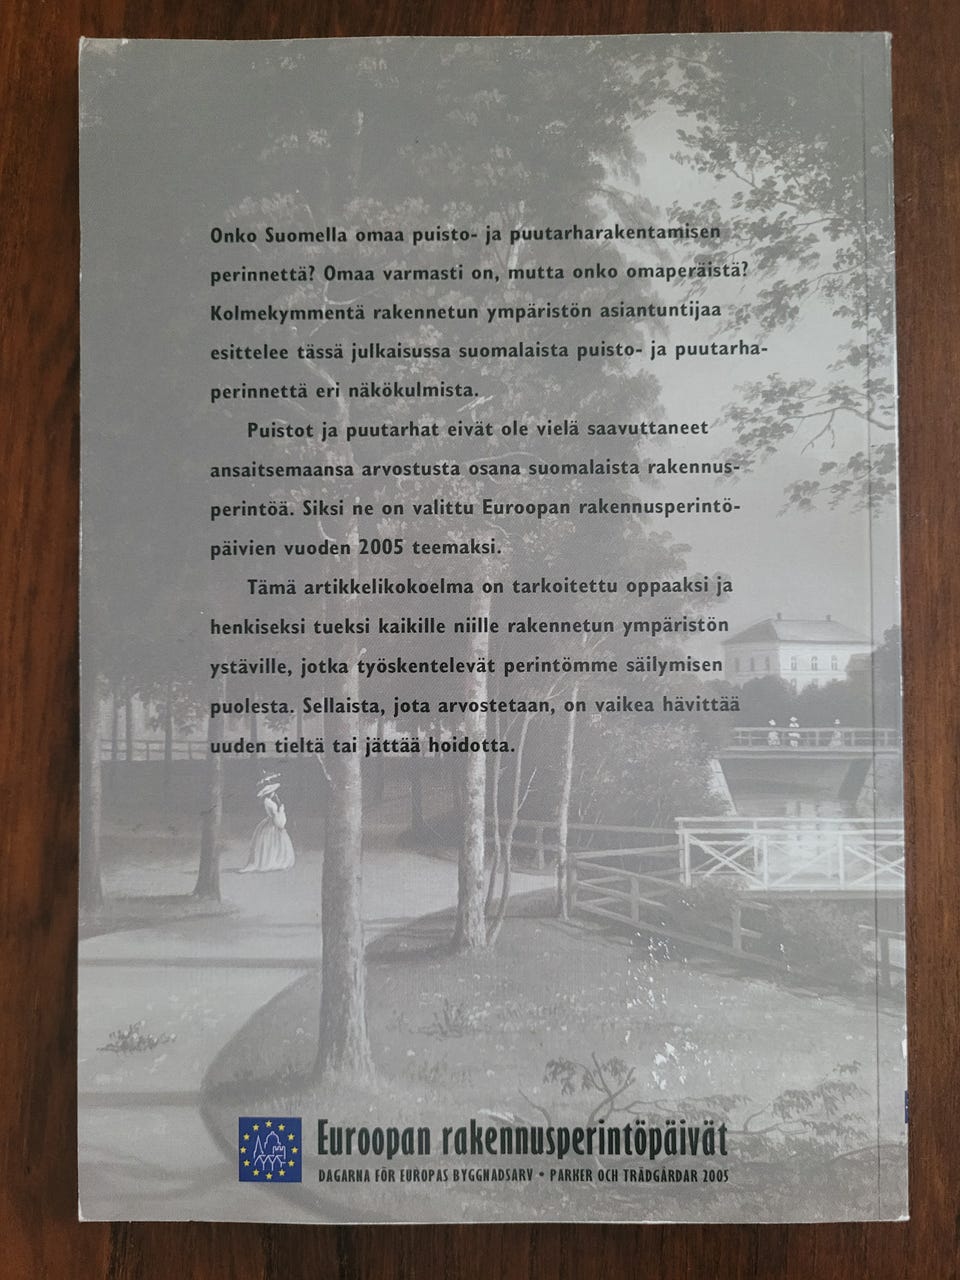 Onko Suomella omaa puisto- ja puutarharakentamisen
perinnettä? Omaa varmasti on, mutta onko omaperäistä?
Kolmekymmentä rakennetun ympäristön asiantuntijaa
esittelee tässä julkaisussa suomalaista puisto- ja puutarha-
perinnettä eri näkökulmista.
Puistot ja puutarhat eivät ole vielä saavuttaneet
ansaitsemaansa arvostusta osana suomalaista rakennus-
perintöä. Siksi ne on valittu Euroopan rakennusperintö-
päivien vuoden 2005 teemaksi.
Tämä artikkelikokoelma on tarkoitettu oppaaksi ja
henkiseksi tueksi kaikille niille rakennetun ympäristön
ystäville, jotka työskentelevät perintömme säilymisen
puolesta. Sellaista, jota arvostetaan, on vaikea hävittää
uuden tieltä tai jättää hoidotta.
Euroopan rakennusperintöpäivät
DAGARNA FÖR EUROPAS BYGGNADSARV • PARKER OCH TRÄDGÅRDAR 2005